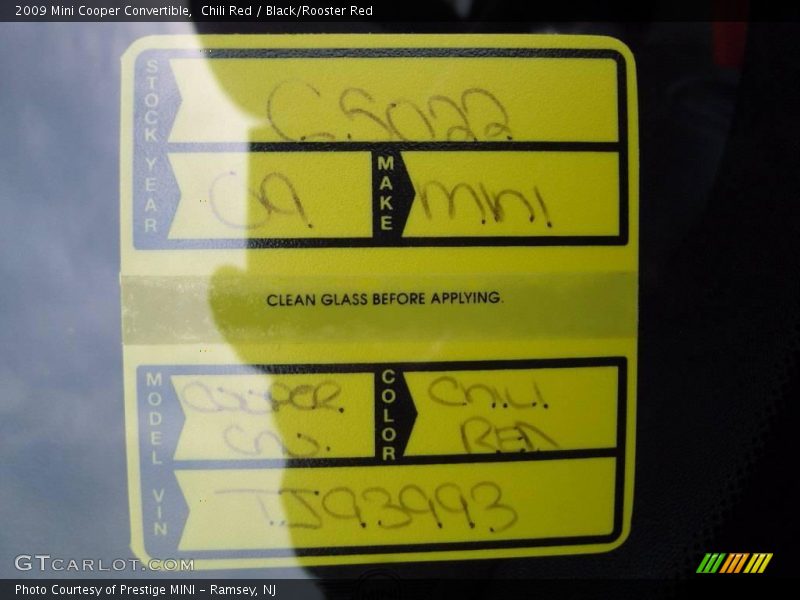 2009 Mini Cooper Convertible, Chili Red / Black/Rooster Red
STOCK
C5022
YEAR
09
MAKE
MINI
CLEAN GLASS BEFORE APPLYING.
MODEL
COOPER
CNV.
COLOR
CHILI
RED
VIN
TJ93993
GTCARLOT.COM
Photo Courtesy of Prestige MINI - Ramsey, NJ